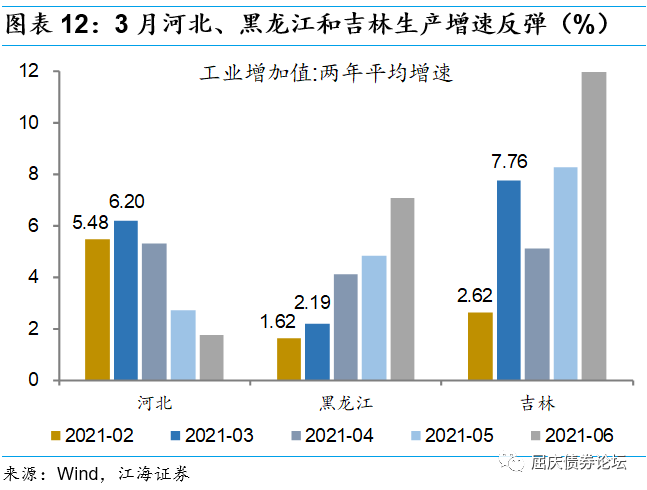 图表 12：3 月河北、黑龙江和吉林生产增速反弹（%）
工业增加值:两年平均增速
12
10
8
6
4
2
0
5.48
6.20
1.62
2.19
2.62
7.76
河北
黑龙江
吉林
2021-02
2021-03
2021-04
2021-05
2021-06
屈庆债券论坛
来源：Wind，江海证券